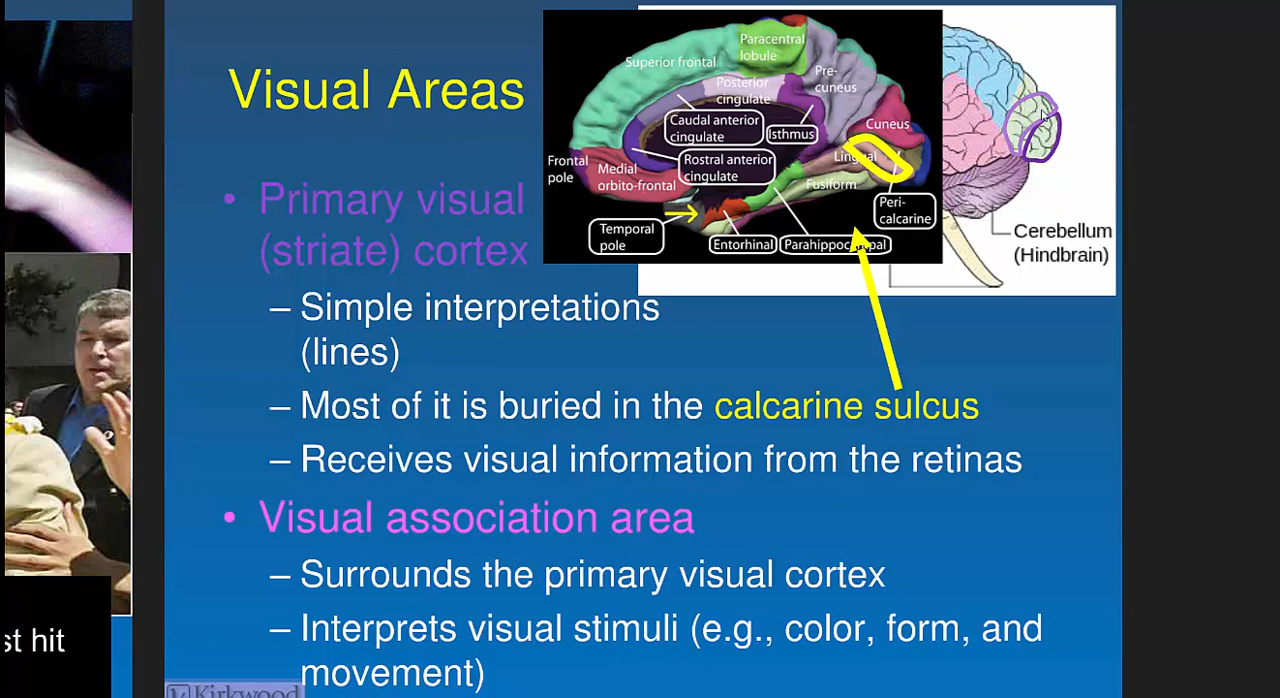 Visual Areas
• Primary visual
(striate) cortex
– Simple interpretations
(lines)
– Most of it is buried in the calcarine sulcus
– Receives visual information from the retinas
• Visual association area
– Surrounds the primary visual cortex
– Interprets visual stimuli (e.g., color, form, and
movement)
Superior frontal
Paracentral
lobule
Posterior
cingulate
Pre-
cuneus
Caudal anterior
cingulate
Isthmus
Cuneus
Frontal
pole
Medial
orbito-frontal
Rostral anterior
cingulate
Lingual
Fusiform
Peri-
calcarine
Temporal
pole
Entorhinal
Parahippocampal
Cerebellum
(Hindbrain)
st hit
Kirkwood